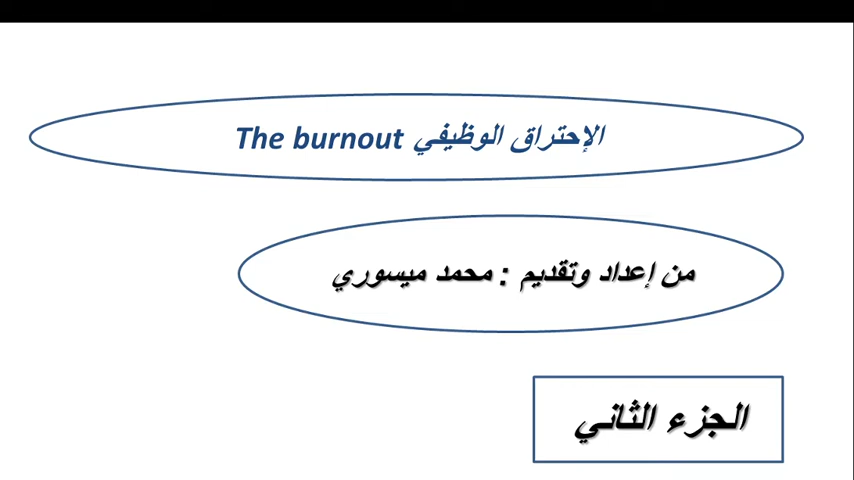 الإحتراق الوظيفي The burnout
من إعداد وتقديم : محمد ميسوري
الجزء الثاني